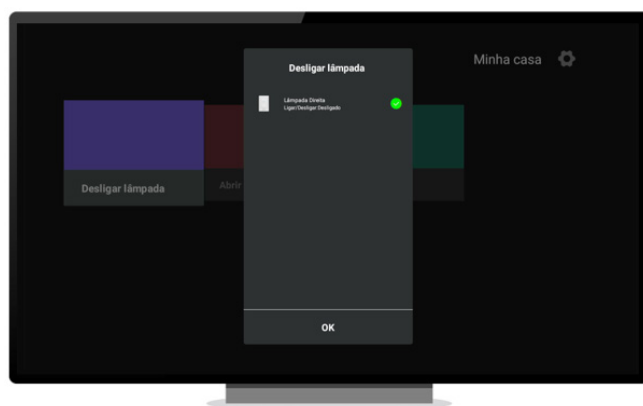 Minha casa
Desligar lâmpada
Lâmpada Direita
Ligar/Desligar Desligado
Desligar lâmpada
Abrir
OK